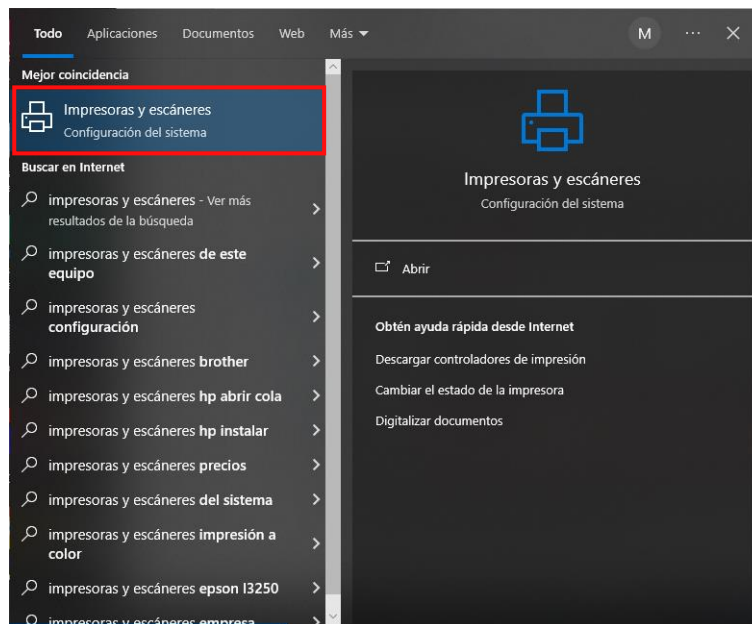 Todo Aplicaciones Documentos Web Más M ...
Mejor coincidencia
Impresoras y escáneres
Configuración del sistema
Buscar en Internet
impresoras y escáneres - Ver más
resultados de la búsqueda
impresoras y escáneres de este
equipo
impresoras y escáneres
configuración
impresoras y escáneres brother
impresoras y escáneres hp abrir cola
impresoras y escáneres hp instalar
impresoras y escáneres precios
impresoras y escáneres del sistema
impresoras y escáneres impresión a
color
impresoras y escáneres epson l3250
impresoras y escáneres empresa
Impresoras y escáneres
Configuración del sistema
Abrir
Obtén ayuda rápida desde Internet
Descargar controladores de impresión
Cambiar el estado de la impresora
Digitalizar documentos